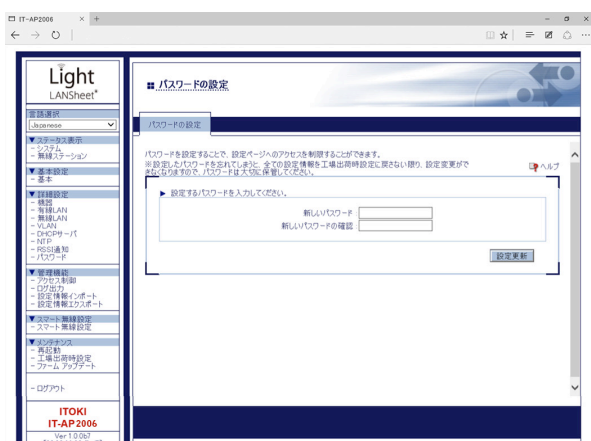 IT-AP2006
Light
LANSheet
言語選択
Japanese
▼ステータス表示
－システム
－無線ステーション
▼基本設定
－基本
▼詳細設定
－機器
－有線LAN
－無線LAN
－VLAN
－DHCPサーバ
－NTP
－RSSI通知
－パスワード
▼管理機能
－アクセス制御
－ログ出力
－設定情報インポート
－設定情報エクスポート
▼スマート無線設定
－スマート無線設定
▼メンテナンス
－再起動
－工場出荷時設定
－ファーム アップデート
－ログアウト
ITOKI
IT-AP2006
Ver1.0.0b7
パスワードの設定
パスワードの設定
パスワードを設定することで、設定ページへのアクセスを制限することができます。
※設定したパスワードを忘れてしまうと、全ての設定情報を工場出荷時設定に戻さない限り、設定変更がで
きなくなりますので、パスワードは大切に保管してください。
ヘルプ
▶ 設定するパスワードを入力してください。
新しいパスワード
新しいパスワードの確認
設定更新